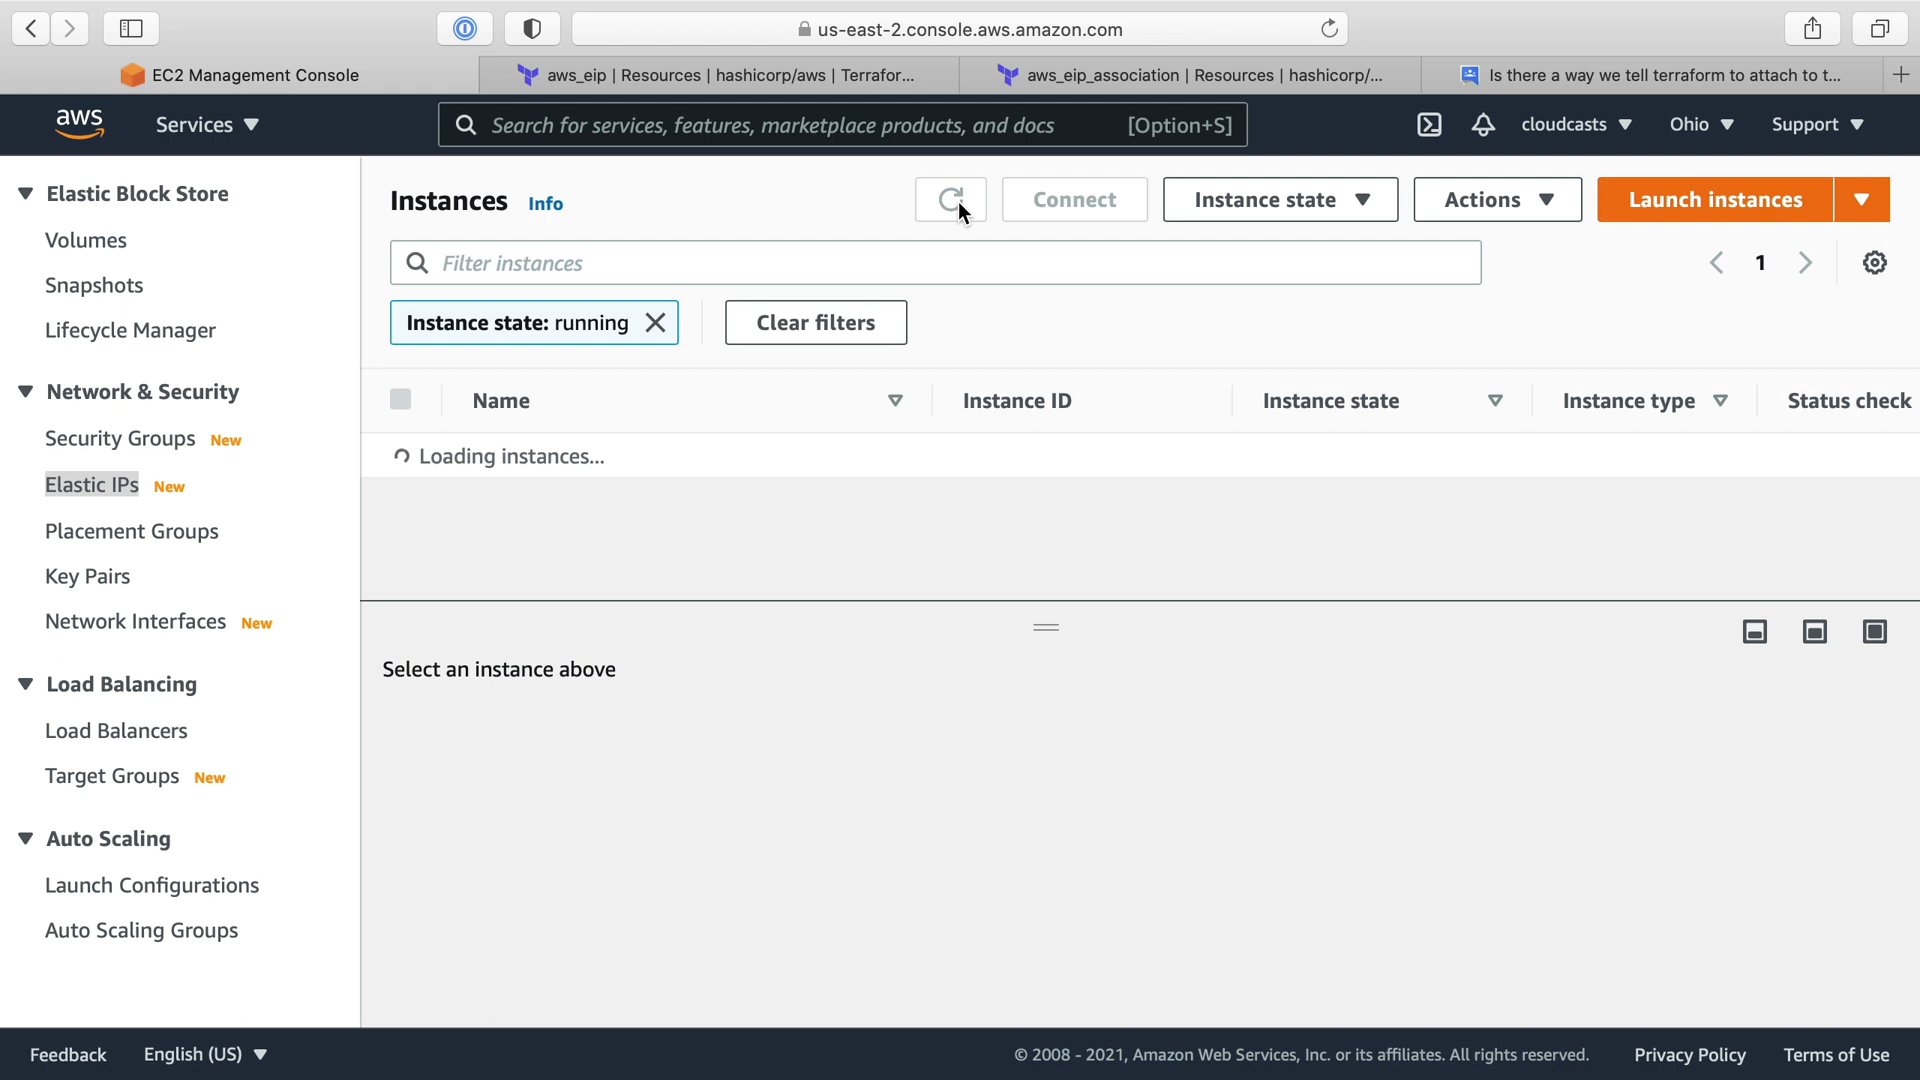 us-east-2.console.aws.amazon.com
EC2 Management Console
aws_eip | Resources | hashicorp/aws | Terrafor...
aws_eip_association | Resources | hashicorp/...
Is there a way we tell terraform to attach to t...
aws
Services
Search for services, features, marketplace products, and docs
[Option+S]
cloudcasts
Ohio
Support
Elastic Block Store
Volumes
Snapshots
Lifecycle Manager
Network & Security
Security Groups New
Elastic IPs New
Placement Groups
Key Pairs
Network Interfaces New
Load Balancing
Load Balancers
Target Groups New
Auto Scaling
Launch Configurations
Auto Scaling Groups
Instances Info
Connect
Instance state
Actions
Launch instances
Filter instances
1
Instance state: running
Clear filters
Name
Instance ID
Instance state
Instance type
Status check
Loading instances...
Select an instance above
Feedback
English (US)
© 2008 - 2021, Amazon Web Services, Inc. or its affiliates. All rights reserved.
Privacy Policy
Terms of Use